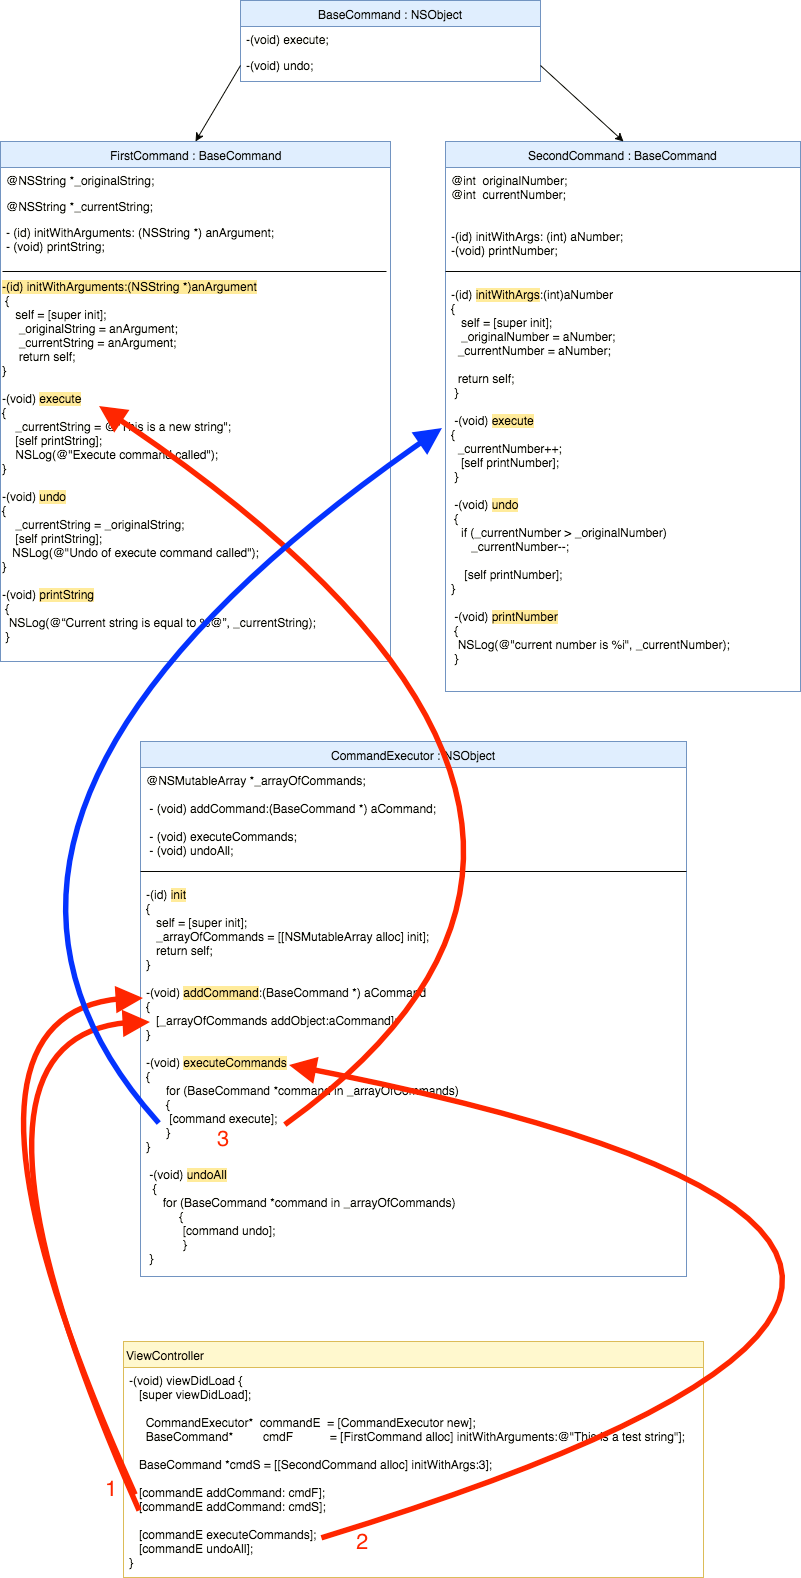 BaseCommand : NSObject
-(void) execute;
-(void) undo;
FirstCommand : BaseCommand
@NSString *_originalString;
@NSString *_currentString;
- (id) initWithArguments: (NSString *) anArgument;
- (void) printString;
-(id) initWithArguments:(NSString *)anArgument
{
self = [super init];
_originalString = anArgument;
_currentString = anArgument;
return self;
}
-(void) execute
{
_currentString = @"This is a new string";
[self printString];
NSLog(@"Execute command called");
}
-(void) undo
{
_currentString = _originalString;
[self printString];
NSLog(@"Undo of execute command called");
}
-(void) printString
{
NSLog(@“Current string is equal to %@”, _currentString);
}
SecondCommand : BaseCommand
@int originalNumber;
@int currentNumber;
-(id) initWithArgs: (int) aNumber;
-(void) printNumber;
-(id) initWithArgs:(int)aNumber
{
self = [super init];
_originalNumber = aNumber;
_currentNumber = aNumber;
return self;
}
-(void) execute
{
_currentNumber++;
[self printNumber];
}
-(void) undo
{
if (_currentNumber > _originalNumber)
_currentNumber--;
[self printNumber];
}
-(void) printNumber
{
NSLog(@"current number is %i", _currentNumber);
}
CommandExecutor : NSObject
@NSMutableArray *_arrayOfCommands;
- (void) addCommand:(BaseCommand *) aCommand;
- (void) executeCommands;
- (void) undoAll;
-(id) init
{
self = [super init];
_arrayOfCommands = [[NSMutableArray alloc] init];
return self;
}
-(void) addCommand:(BaseCommand *) aCommand
{
[_arrayOfCommands addObject:aCommand];
}
-(void) executeCommands
{
for (BaseCommand *command in _arrayOfCommands)
{
[command execute];
}
3
}
-(void) undoAll
{
for (BaseCommand *command in _arrayOfCommands)
{
[command undo];
}
}
ViewController
-(void) viewDidLoad {
[super viewDidLoad];
CommandExecutor* commandE = [CommandExecutor new];
BaseCommand* cmdF = [FirstCommand alloc] initWithArguments:@"This is a test string"];
BaseCommand *cmdS = [[SecondCommand alloc] initWithArgs:3];
1
[commandE addCommand: cmdF];
[commandE addCommand: cmdS];
[commandE executeCommands];
2
[commandE undoAll];
}